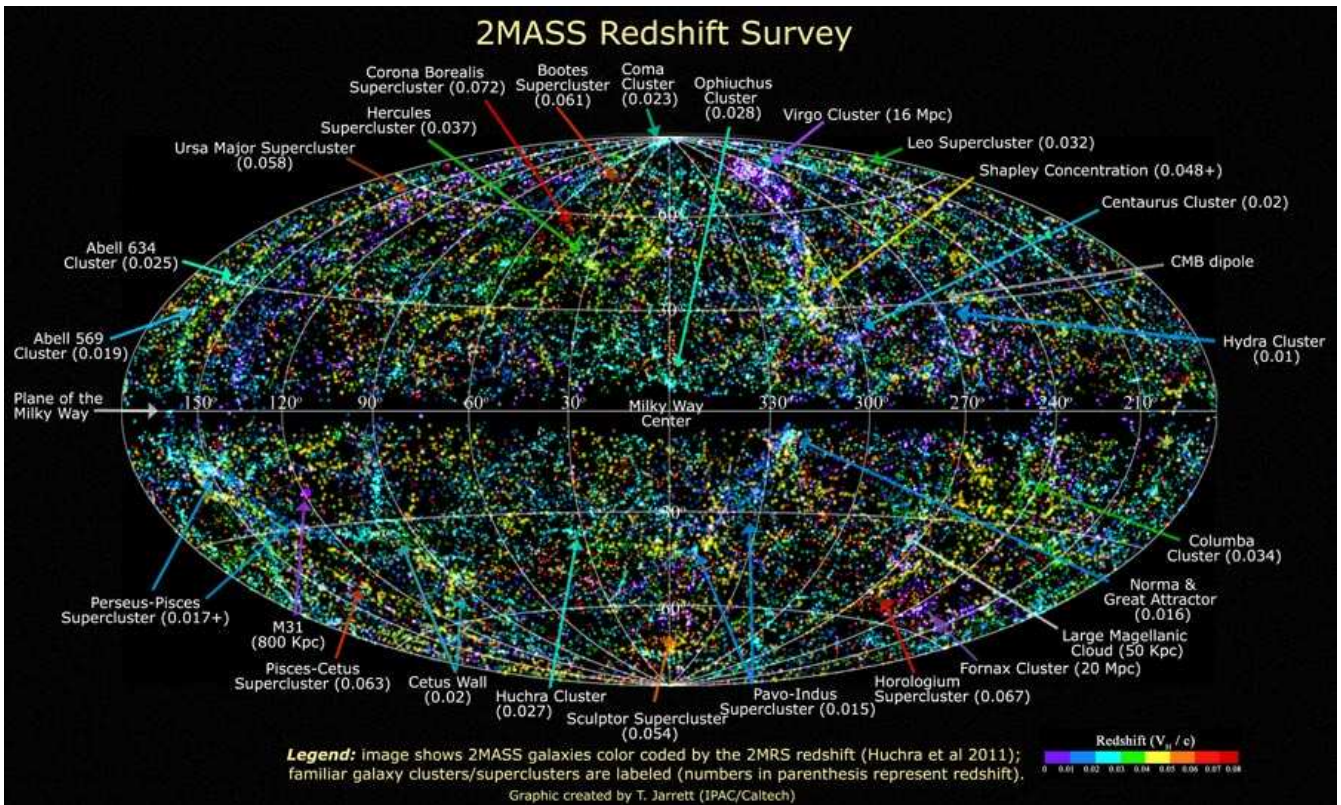 2MASS Redshift Survey
Corona Borealis
Supercluster (0.072)
Bootes
Supercluster
(0.061)
Coma
Cluster
(0.023)
Ophiuchus
Cluster
(0.028)
Virgo Cluster (16 Mpc)
Hercules
Supercluster (0.037)
Leo Supercluster (0.032)
Ursa Major Supercluster
(0.058)
Shapley Concentration (0.048+)
Centaurus Cluster (0.02)
60°
Abell 634
Cluster (0.025)
CMB dipole
30°
Abell 569
Cluster (0.019)
Hydra Cluster
(0.01)
Plane of the
Milky Way
150° 120° 90° 60° 30° Milky Way
Center
330° 300° 270° 240° 210°
-30
Columba
Cluster (0.034)
Norma &
Great Attractor
(0.016)
-60°
Perseus-Pisces
Supercluster (0.017+)
M31
(800 Kpc)
Large Magellanic
Cloud (50 Kpc)
Pisces-Cetus
Supercluster (0.063)
Cetus Wall
(0.02)
Fornax Cluster (20 Mpc)
Huchra Cluster
(0.027)
Pavo-Indus
Supercluster (0.015)
Horologium
Supercluster (0.067)
Sculptor Supercluster
(0.054)
Legend: image shows 2MASS galaxies color coded by the 2MRS redshift (Huchra et al 2011);
familiar galaxy clusters/superclusters are labeled (numbers in parenthesis represent redshift).
Graphic created by T. Jarrett (IPAC/Caltech)
Redshift (V_H / c)
0 0.01 0.02 0.03 0.04 0.05 0.06 0.07 0.08